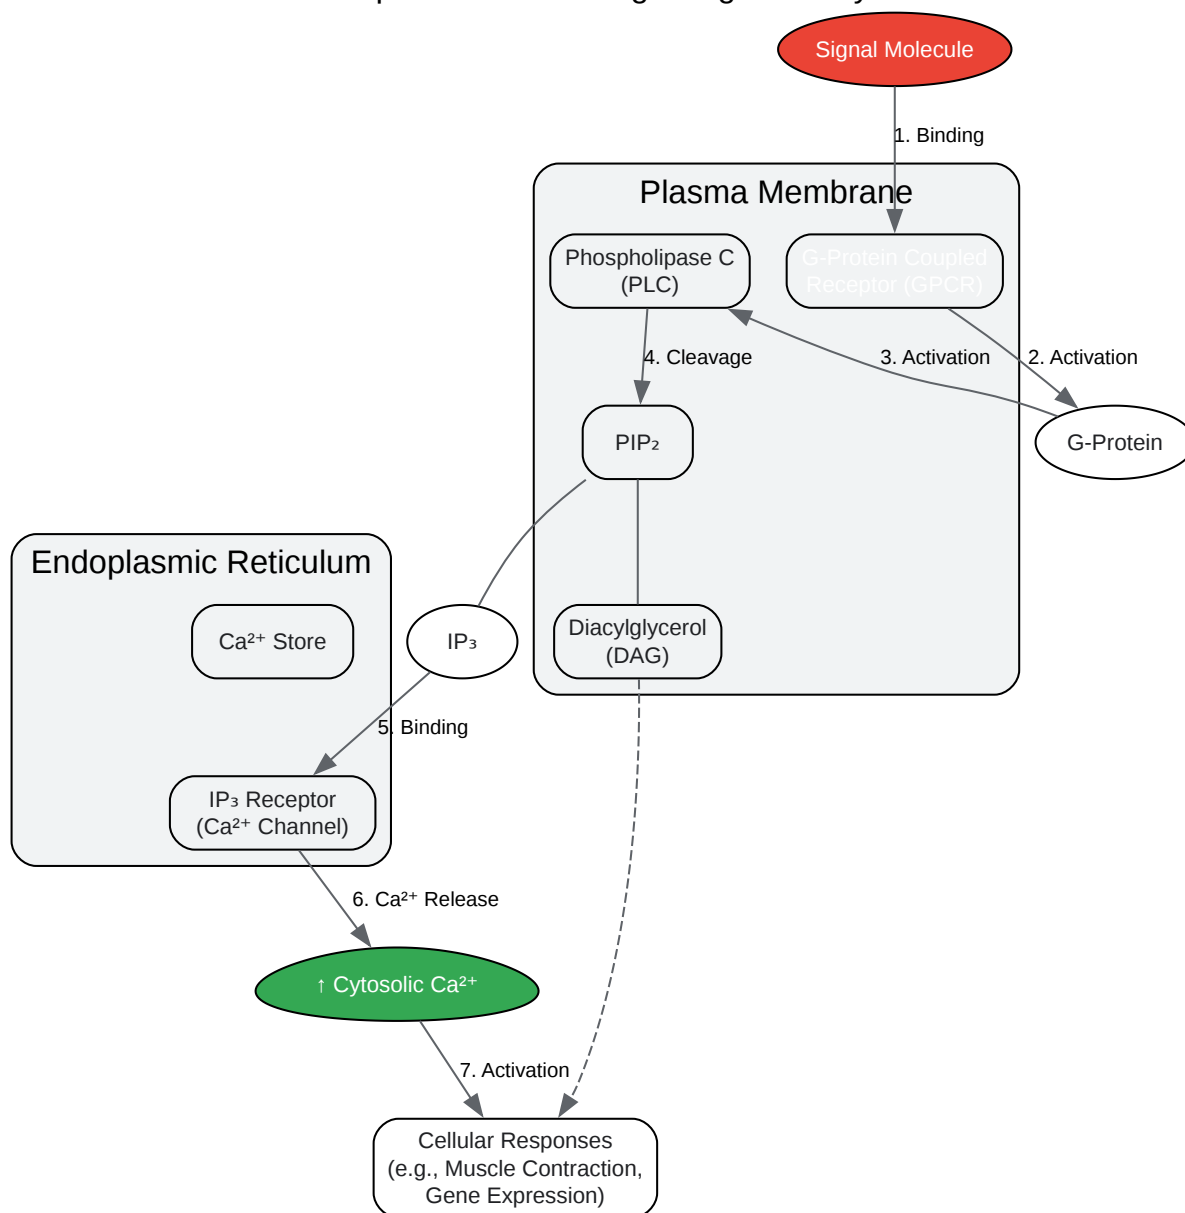 Signal Molecule
1. Binding
Plasma Membrane
Phospholipase C
(PLC)
G-Protein Coupled
Receptor (GPCR)
4. Cleavage
3. Activation
2. Activation
PIP₂
G-Protein
Endoplasmic Reticulum
Ca²⁺ Store
IP₃
Diacylglycerol
(DAG)
5. Binding
IP₃ Receptor
(Ca²⁺ Channel)
6. Ca²⁺ Release
↑ Cytosolic Ca²⁺
7. Activation
Cellular Responses
(e.g., Muscle Contraction,
Gene Expression)